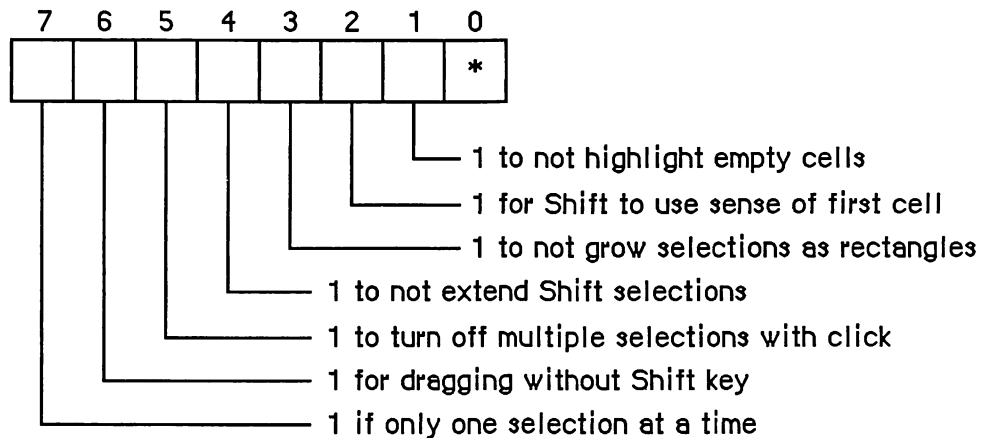 7 6 5 4 3 2 1 0
*
1 to not highlight empty cells
1 for Shift to use sense of first cell
1 to not grow selections as rectangles
1 to not extend Shift selections
1 to turn off multiple selections with click
1 for dragging without Shift key
1 if only one selection at a time